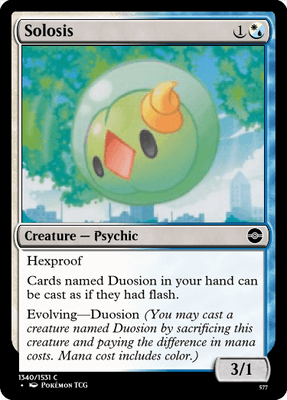 Solosis 1
Creature — Psychic
Hexproof
Cards named Duosion in your hand can
be cast as if they had flash.
Evolving—Duosion (You may cast a
creature named Duosion by sacrificing this
creature and paying the difference in mana
costs. Mana cost includes color.)
3/1
1340/1531 C
• Pokémon TCG
577